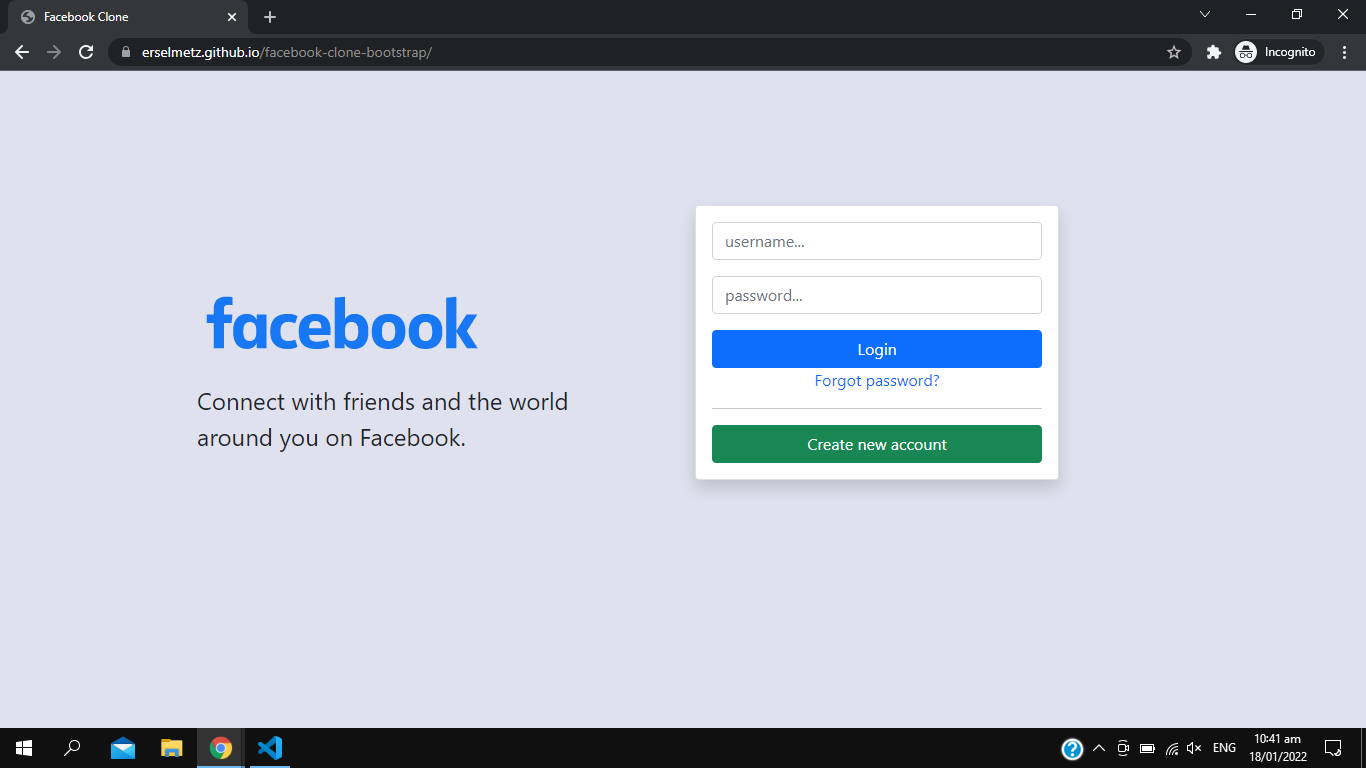 Facebook Clone
erselmetz.github.io/facebook-clone-bootstrap/
Incognito
facebook
Connect with friends and the world
around you on Facebook.
username...
password...
Login
Forgot password?
Create new account
ENG
10:41 am
18/01/2022